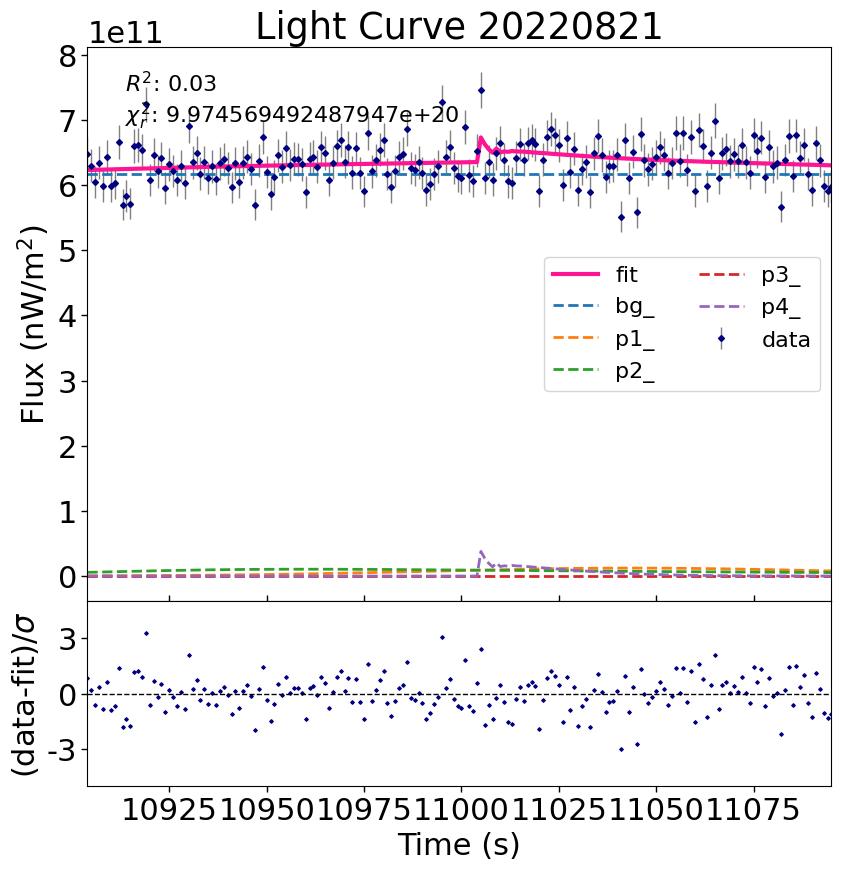 Light Curve 20220821
1e11
R²: 0.03
χ²ᵣ: 9.974569492487947e+20
8
7
6
5
4
3
2
1
0
Flux (nW/m²)
fit
bg_
p1_
p2_
p3_
p4_
data
3
0
-3
(data-fit)/σ
10925 10950 10975 11000 11025 11050 11075
Time (s)